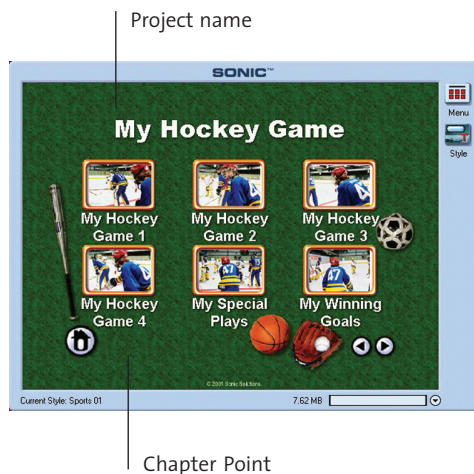 Project name
SONIC™
Menu
Style
My Hockey Game
My Hockey
Game 1
My Hockey
Game 2
My Hockey
Game 3
My Hockey
Game 4
My Special
Plays
My Winning
Goals
© 2001 Sonic Solutions.
Current Style: Sports 01
7.62 MB
Chapter Point